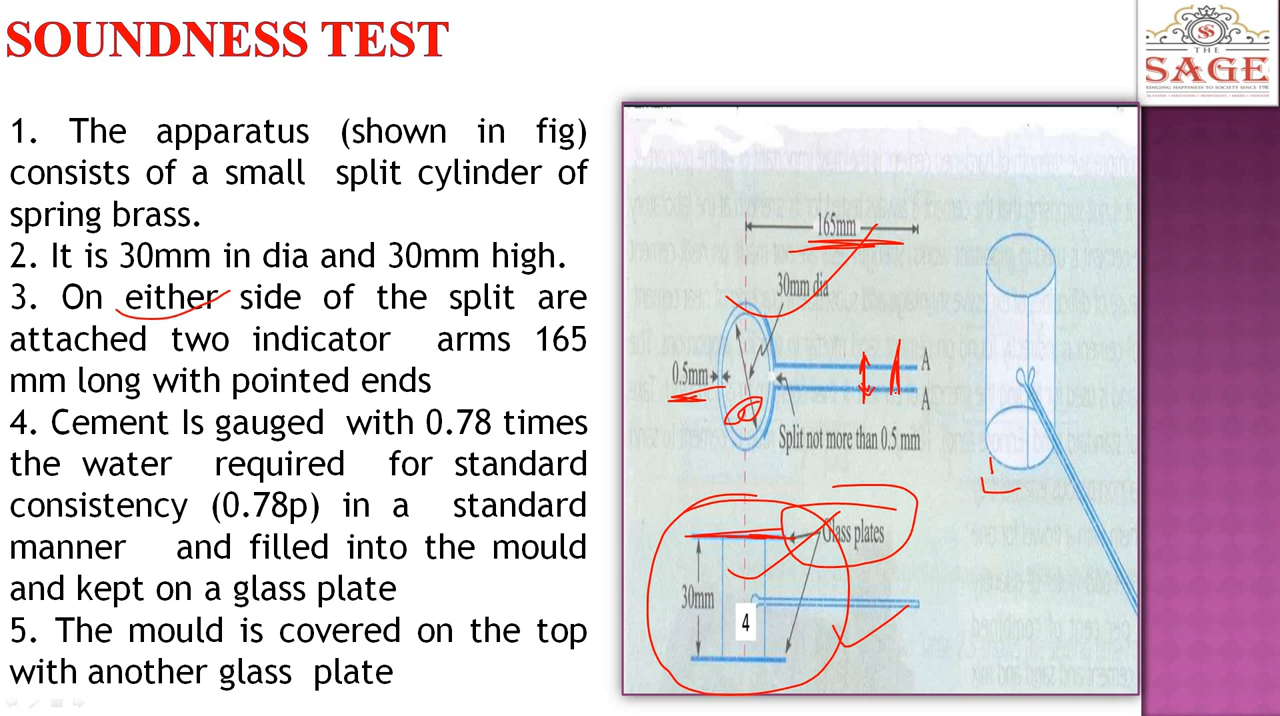 SOUNDNESS TEST
THE
SAGE
1. The apparatus (shown in fig)
consists of a small split cylinder of
spring brass.
2. It is 30mm in dia and 30mm high.
3. On either side of the split are
attached two indicator arms 165
mm long with pointed ends
4. Cement Is gauged with 0.78 times
the water required for standard
consistency (0.78p) in a standard
manner and filled into the mould
and kept on a glass plate
5. The mould is covered on the top
with another glass plate
165mm
30mm dia
0.5mm
A
A
Split not more than 0.5 mm
Glass plates
30mm
4